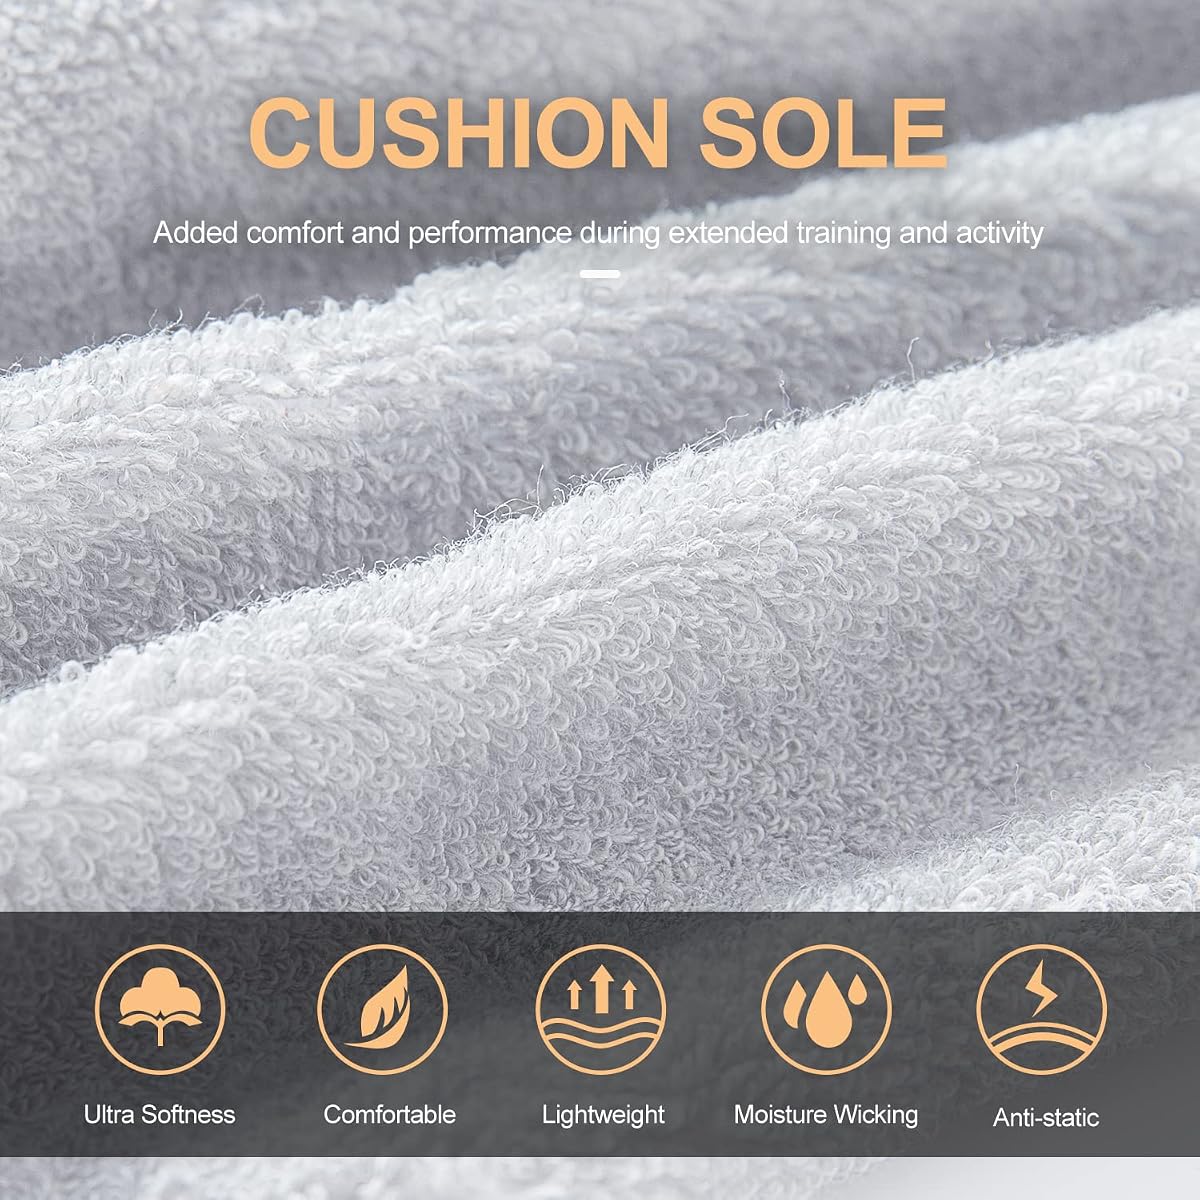 CUSHION SOLE
Added comfort and performance during extended training and activity
Ultra Softness
Comfortable
Lightweight
Moisture Wicking
Anti-static